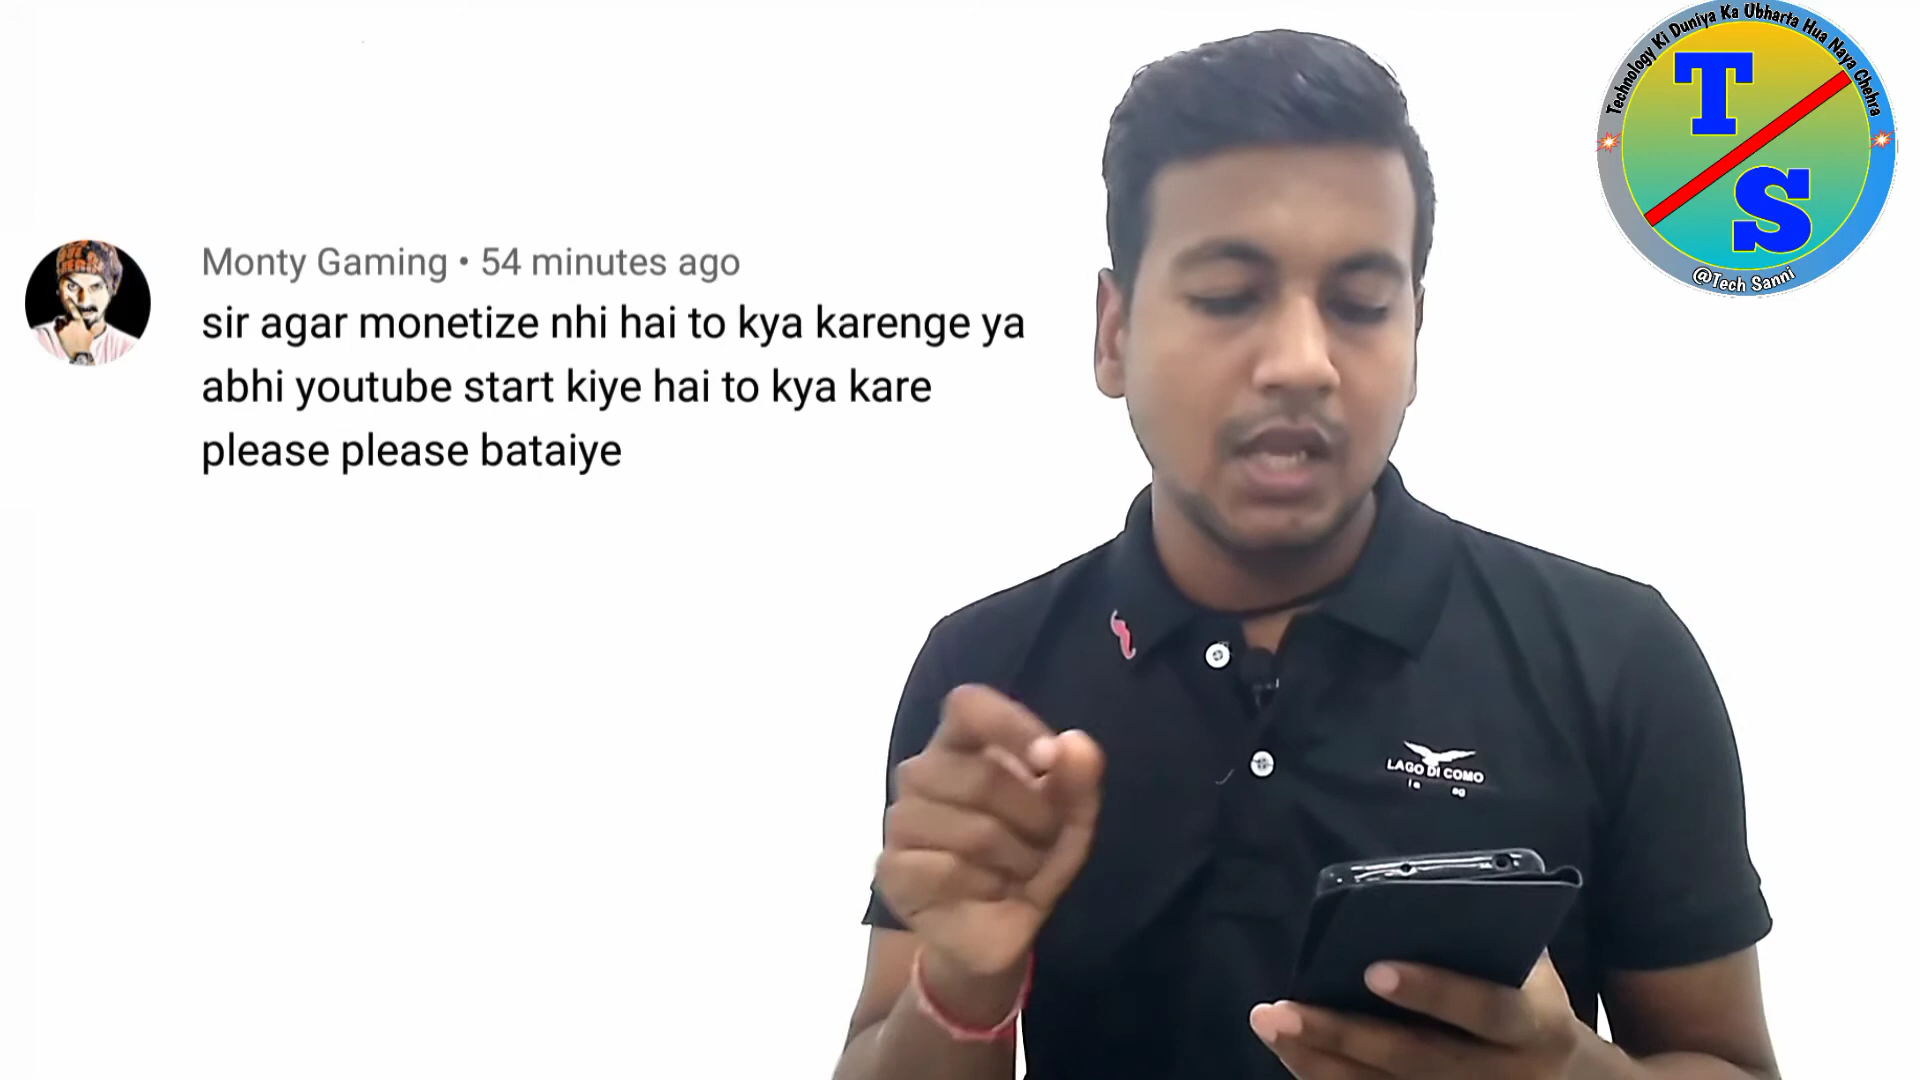 Technology Ki Duniya Ka Ubharta Hua Naya Chehra
T
S
@Tech Sanni
Monty Gaming • 54 minutes ago
sir agar monetize nhi hai to kya karenge ya
abhi youtube start kiye hai to kya kare
please please bataiye
LAGO DI COMO